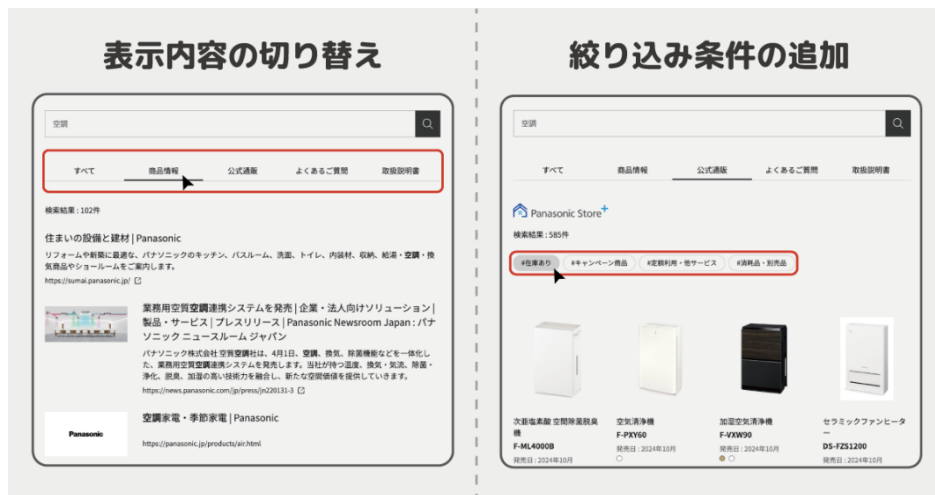 表示内容の切り替え
空調
すべて 商品情報 公式通販 よくあるご質問 取扱説明書
検索結果 : 102件
住まいの設備と建材 | Panasonic
リフォームや新築に最適な、パナソニックのキッチン、バスルーム、洗面、トイレ、内装材、収納、給湯・空調・換
気商品やショールームをご案内します。
https://sumai.panasonic.jp/
業務用空質空調連携システムを発売 | 企業・法人向けソリューション |
製品・サービス | プレスリリース | Panasonic Newsroom Japan : パナ
ソニック ニュースルーム ジャパン
パナソニック株式会社 空質空調社は、4月1日、空調、換気、除菌機能などを一体化し
た、業務用空質空調連携システムを発売します。当社が持つ温度、換気・気流、除菌・
浄化、脱臭、加湿の高い技術力を融合し、新たな空間価値を提供していきます。
https://news.panasonic.com/jp/press/jn220131-3
空調家電・季節家電 | Panasonic
Panasonic
https://panasonic.jp/products/air.html
絞り込み条件の追加
空調
すべて 商品情報 公式通販 よくあるご質問 取扱説明書
Panasonic Store+
検索結果 : 585件
#在庫あり #キャンペーン商品 #定額利用・他サービス #消耗品・別売品
次亜塩素酸 空間除菌脱臭機
F-ML4000B
発売日 : 2024年10月
空気清浄機
F-PXY60
発売日 : 2024年10月
加湿空気清浄機
F-VXW90
発売日 : 2024年10月
セラミックファンヒーター
DS-FZS1200
発売日 : 2024年10月